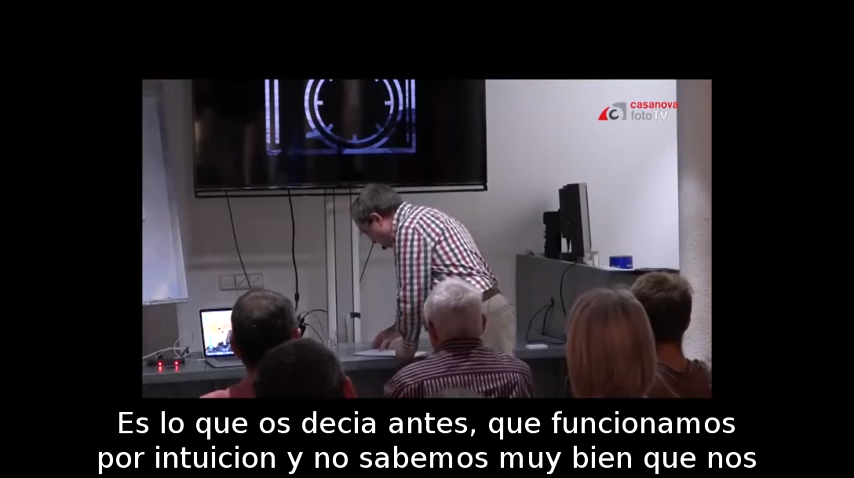 casanova
fotoTV
Es lo que os decia antes, que funcionamos
por intuicion y no sabemos muy bien que nos